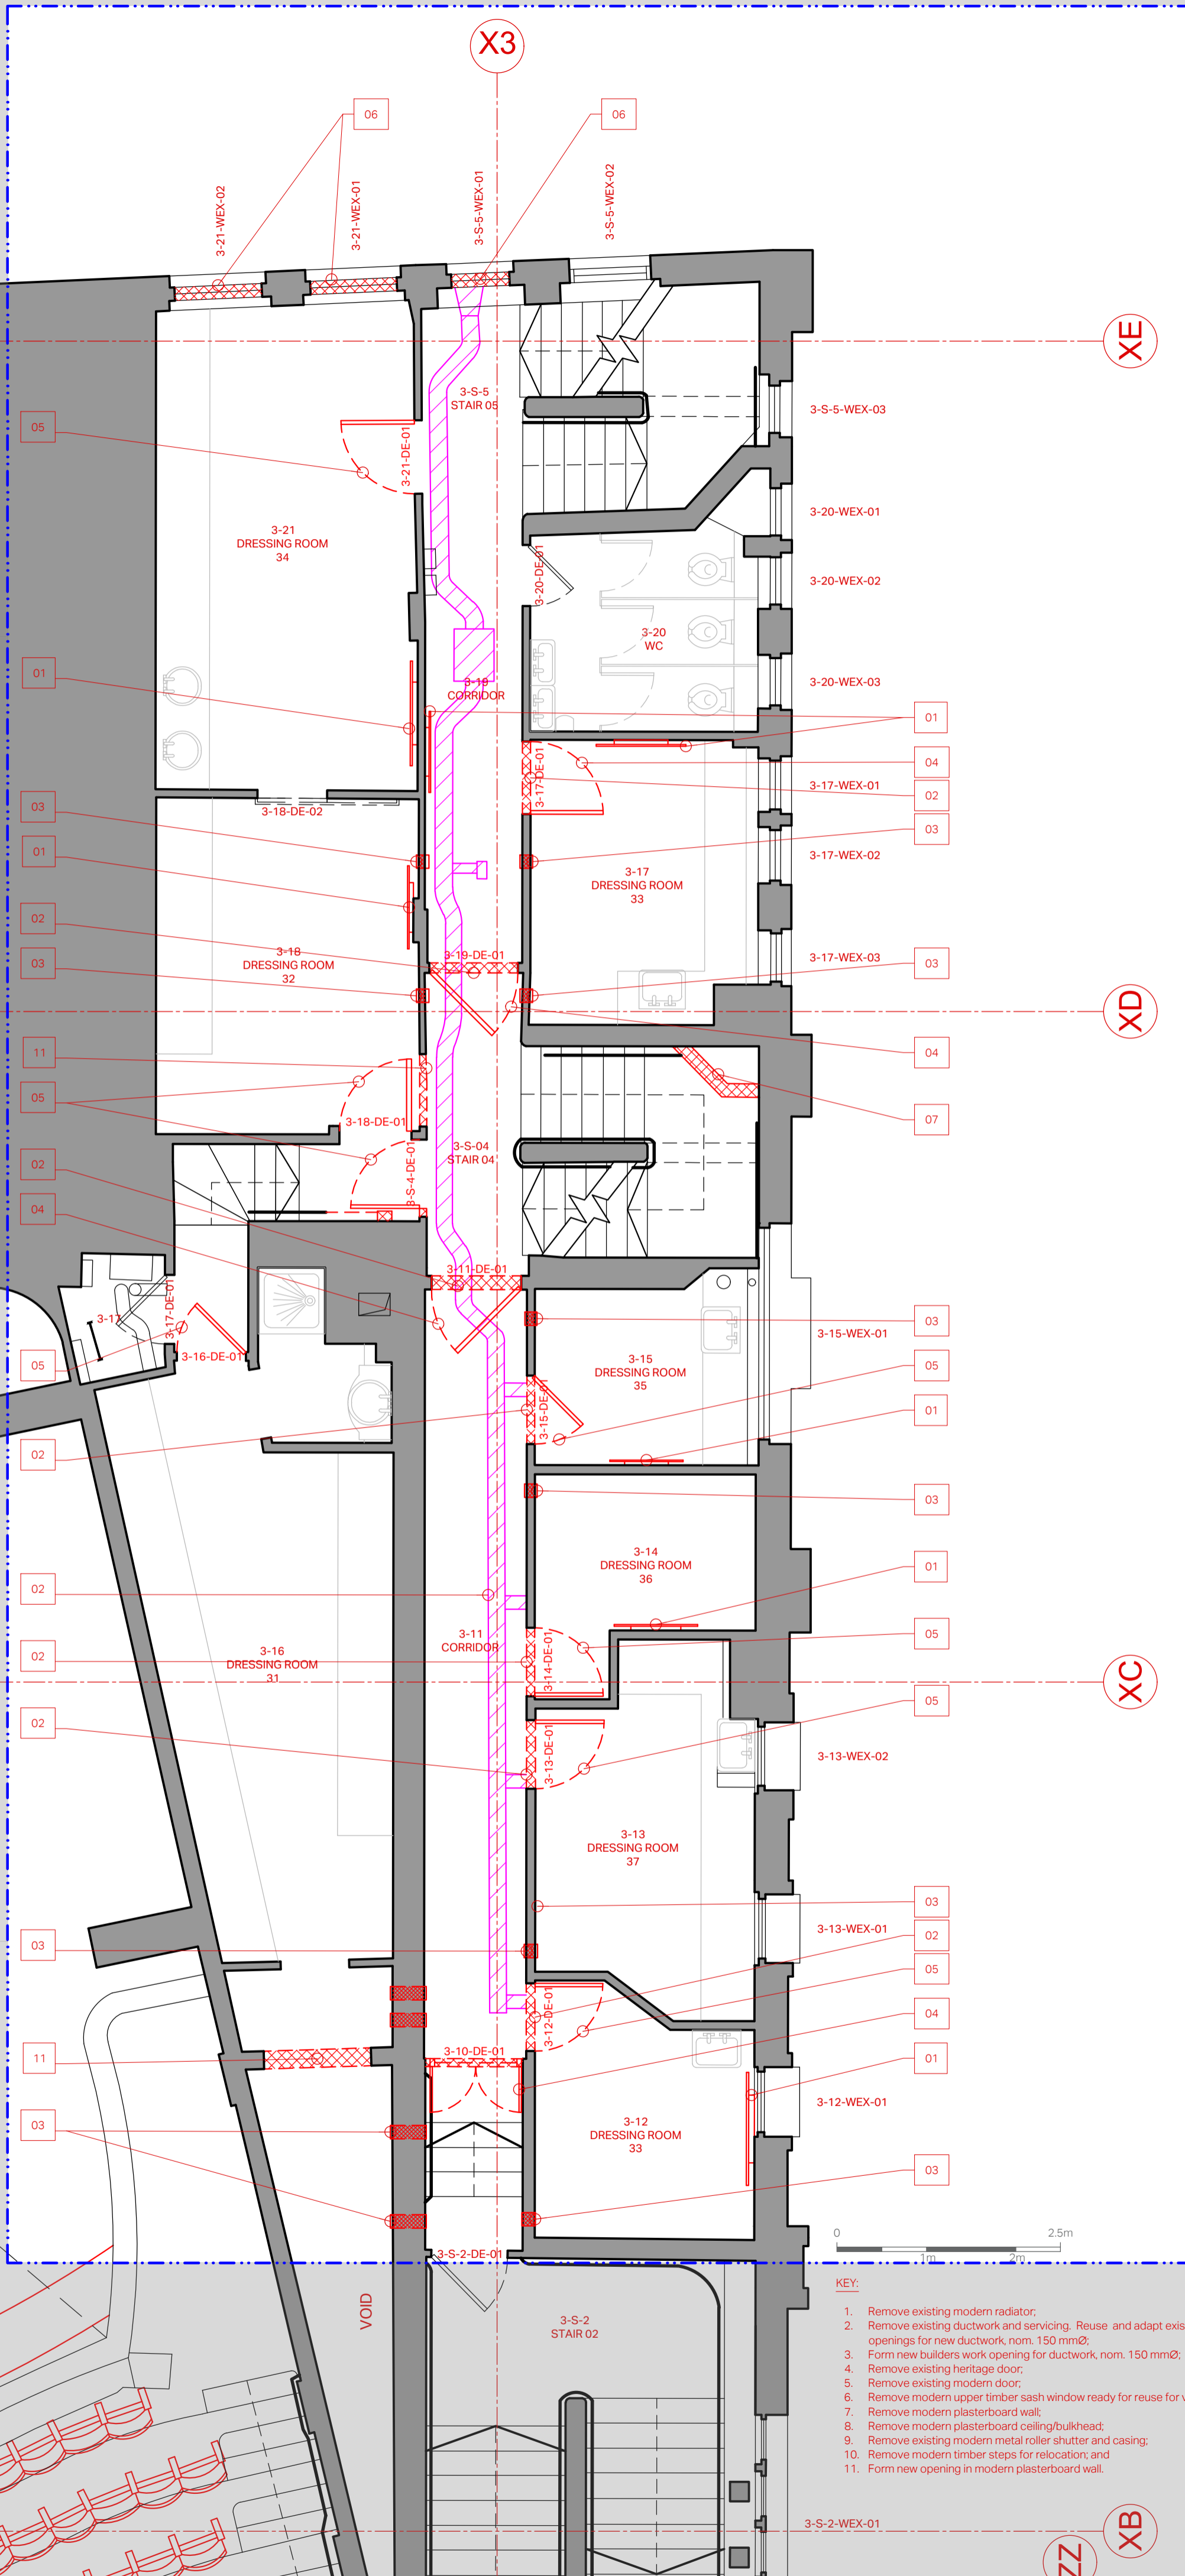 X3
06
06
3-21-WEX-02
3-21-WEX-01
3-S-5-WEX-01
3-S-5-WEX-02
XE
3-S-5
STAIR 05
3-S-5-WEX-03
05
3-21-DE-01
3-20-WEX-01
3-21
DRESSING ROOM
34
3-20-DE-01
3-20-WEX-02
3-20
WC
01
3-19
CORRIDOR
3-20-WEX-03
01
04
3-17-DE-01
3-17-WEX-01
02
03
3-18-DE-02
03
01
3-17-WEX-02
3-17
DRESSING ROOM
33
02
3-18
DRESSING ROOM
32
3-19-DE-01
03
3-17-WEX-03
03
XD
11
04
05
3-18-DE-01
07
3-S-04
STAIR 04
3-S-4-DE-01
02
04
3-11-DE-01
3-17
3-17-DE-01
03
3-15-WEX-01
05
3-16-DE-01
3-15
DRESSING ROOM
35
05
3-15-DE-01
01
02
03
3-14
DRESSING ROOM
36
01
02
3-11
CORRIDOR
05
02
3-16
DRESSING ROOM
31
3-14-DE-01
XC
05
02
3-13-DE-01
3-13-WEX-02
3-13
DRESSING ROOM
37
03
3-13-WEX-01
03
02
05
3-12-DE-01
04
11
3-10-DE-01
01
3-12-WEX-01
03
3-12
DRESSING ROOM
33
03
0
2.5m
1m
2m
3-S-2-DE-01
VOID
3-S-2
STAIR 02
KEY:
1. Remove existing modern radiator;
2. Remove existing ductwork and servicing. Reuse and adapt exis
openings for new ductwork, nom. 150 mmØ;
3. Form new builders work opening for ductwork, nom. 150 mmØ;
4. Remove existing heritage door;
5. Remove existing modern door;
6. Remove modern upper timber sash window ready for reuse for v
7. Remove modern plasterboard wall;
8. Remove modern plasterboard ceiling/bulkhead;
9. Remove existing modern metal roller shutter and casing;
10. Remove modern timber steps for relocation; and
11. Form new opening in modern plasterboard wall.
3-S-2-WEX-01
XB
ZZ